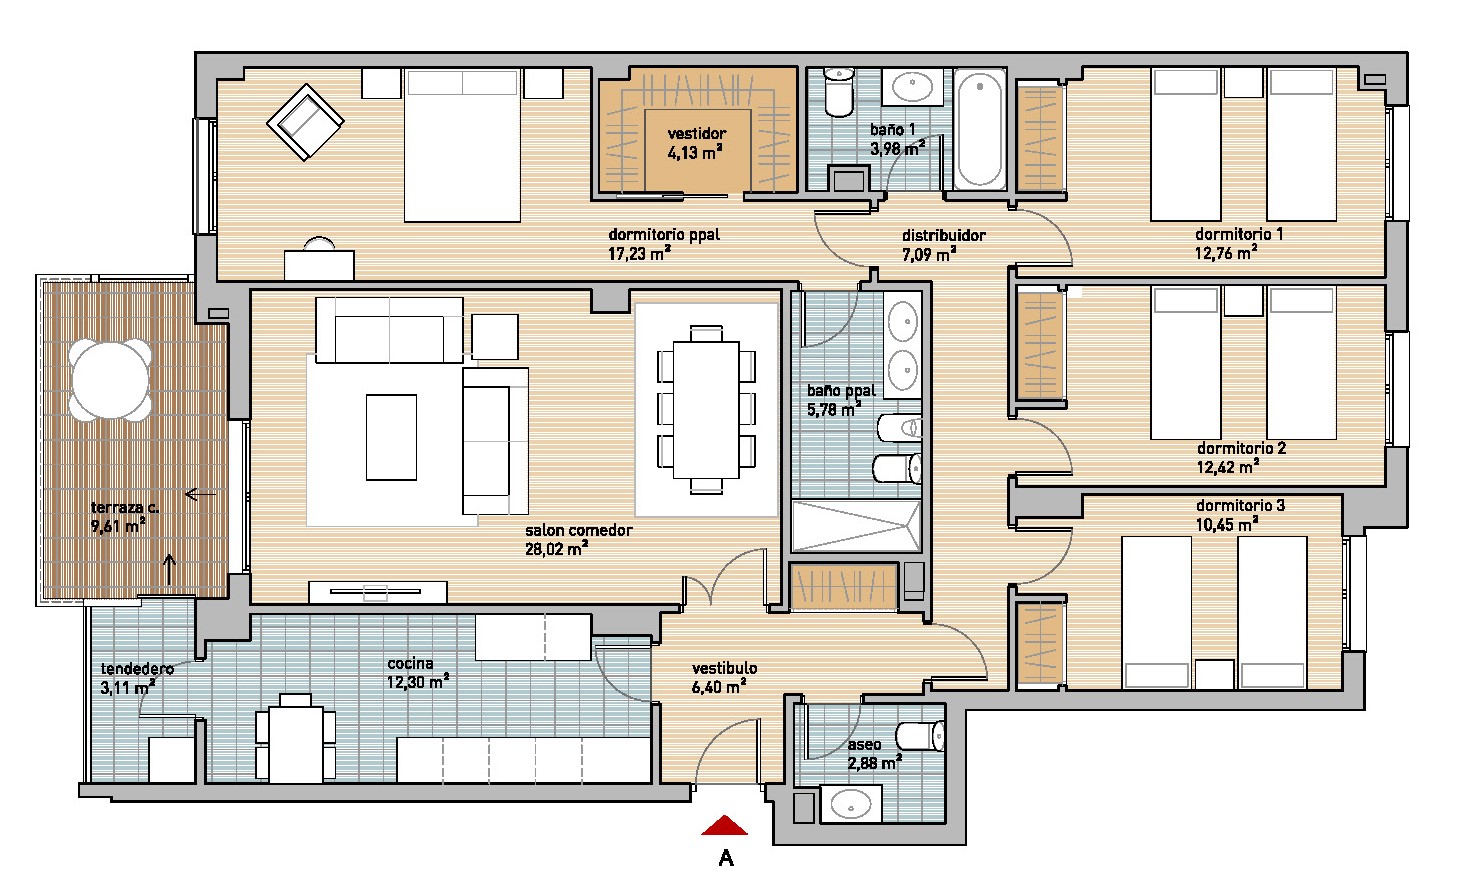 vestidor
4,13 m²
baño 1
3,98 m²
dormitorio ppal
17,23 m²
distribuidor
7,09 m²
dormitorio 1
12,76 m²
baño ppal
5,78 m²
dormitorio 2
12,42 m²
terraza c.
9,61 m²
salon comedor
28,02 m²
dormitorio 3
10,45 m²
tendedero
3,11 m²
cocina
12,30 m²
vestibulo
6,40 m²
aseo
2,88 m²
A